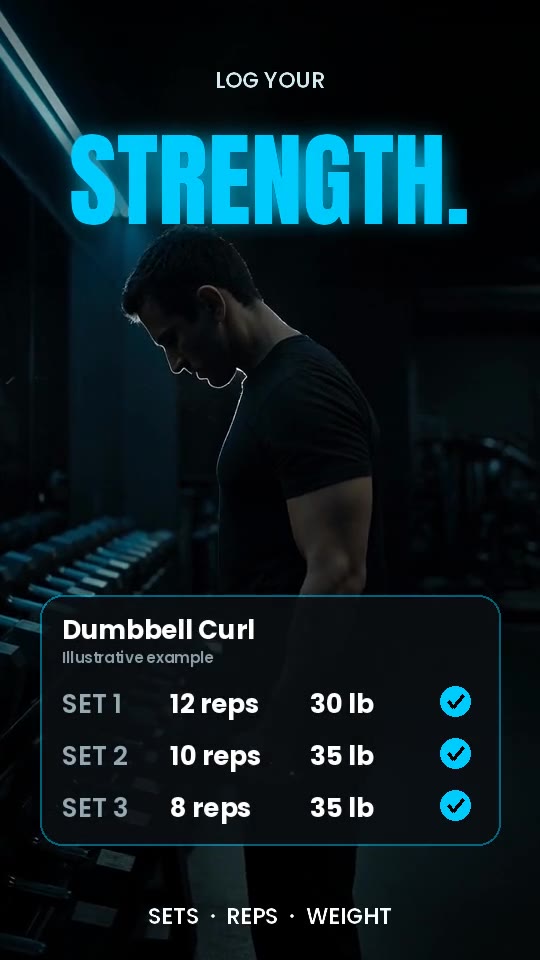 LOG YOUR
STRENGTH.
Dumbbell Curl
Illustrative example
SET 1 12 reps 30 lb
SET 2 10 reps 35 lb
SET 3 8 reps 35 lb
SETS · REPS · WEIGHT